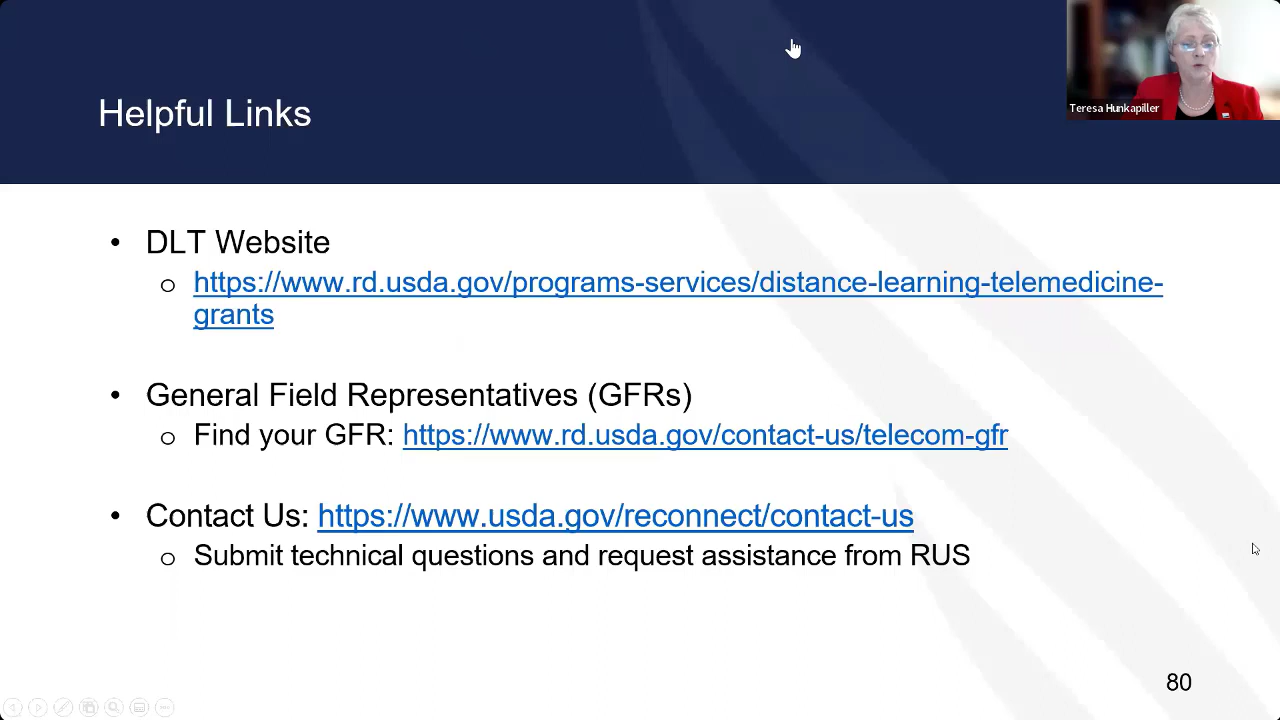 Teresa Hunkapiller
Helpful Links
• DLT Website
o https://www.rd.usda.gov/programs-services/distance-learning-telemedicine-
grants
• General Field Representatives (GFRs)
o Find your GFR: https://www.rd.usda.gov/contact-us/telecom-gfr
• Contact Us: https://www.usda.gov/reconnect/contact-us
o Submit technical questions and request assistance from RUS
80